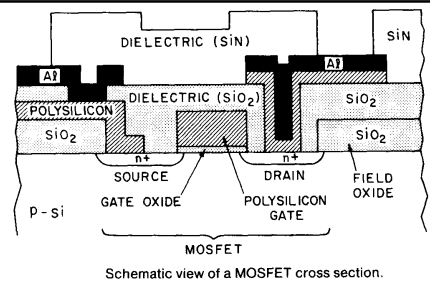 DIELECTRIC (SiN)
SiN
Al
Al
DIELECTRIC (SiO₂)
SiO₂
POLYSILICON
SiO₂
SiO₂
n+
n+
SOURCE
DRAIN
FIELD
OXIDE
GATE OXIDE
POLYSILICON
GATE
p-si
MOSFET
Schematic view of a MOSFET cross section.